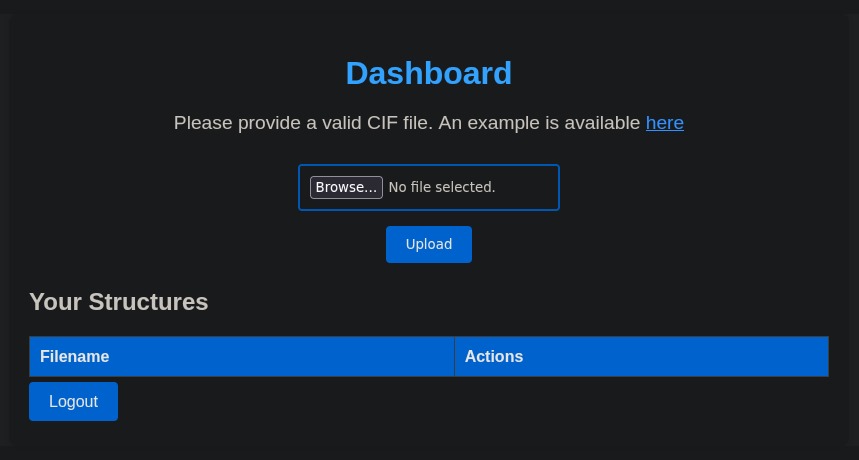 Dashboard
Please provide a valid CIF file. An example is available here
Browse... No file selected.
Upload
Your Structures
Filename Actions
Logout